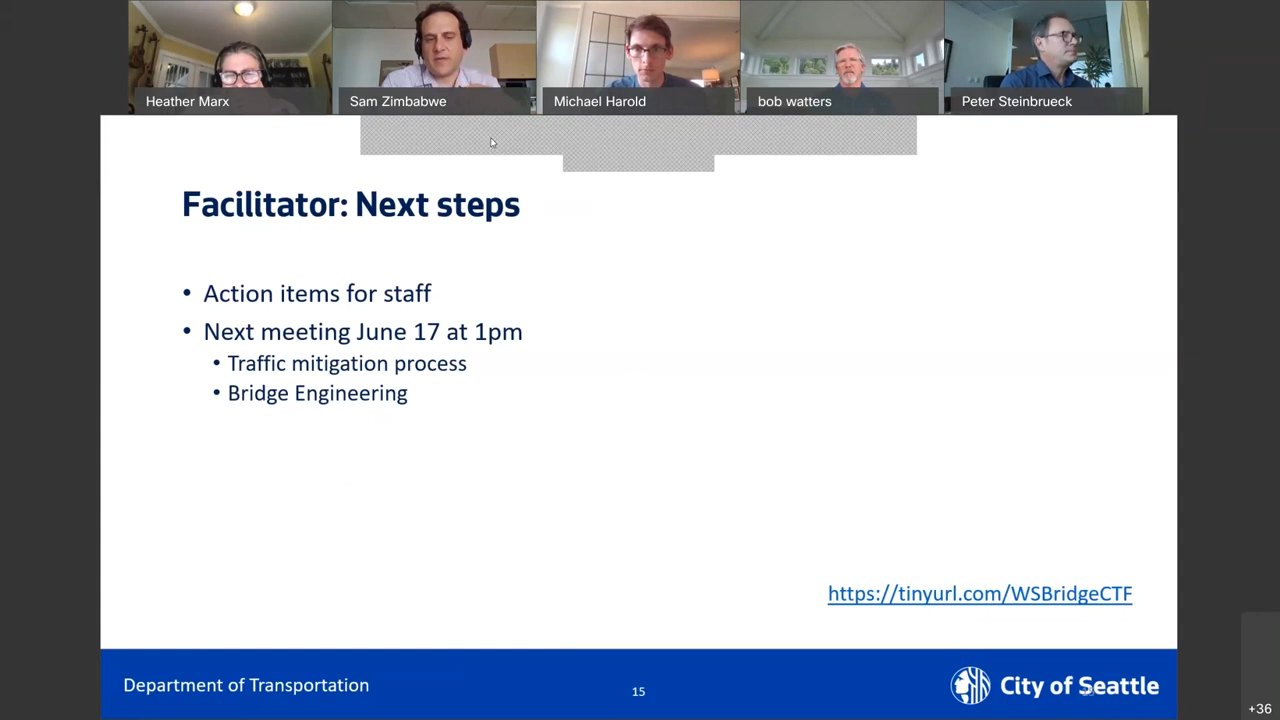 Heather Marx
Sam Zimbabwe
Michael Harold
bob watters
Peter Steinbrueck
Facilitator: Next steps
• Action items for staff
• Next meeting June 17 at 1pm
• Traffic mitigation process
• Bridge Engineering
https://tinyurl.com/WSBridgeCTF
Department of Transportation
15
City of Seattle
+36